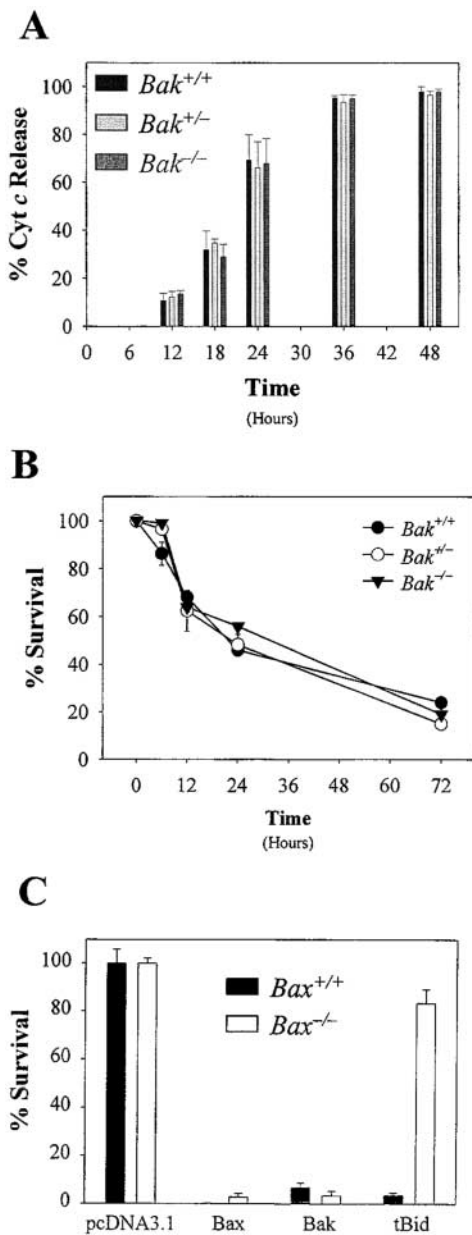 A
% Cyt c Release
100
80
60
40
20
0
Bak+/+
Bak+/-
Bak-/-
0 6 12 18 24 30 36 42 48
Time
(Hours)
B
% Survival
100
80
60
40
20
0
Bak+/+
Bak+/-
Bak-/-
0 12 24 36 48 60 72
Time
(Hours)
C
% Survival
100
80
60
40
20
0
Bax+/+
Bax-/-
pcDNA3.1 Bax Bak tBid